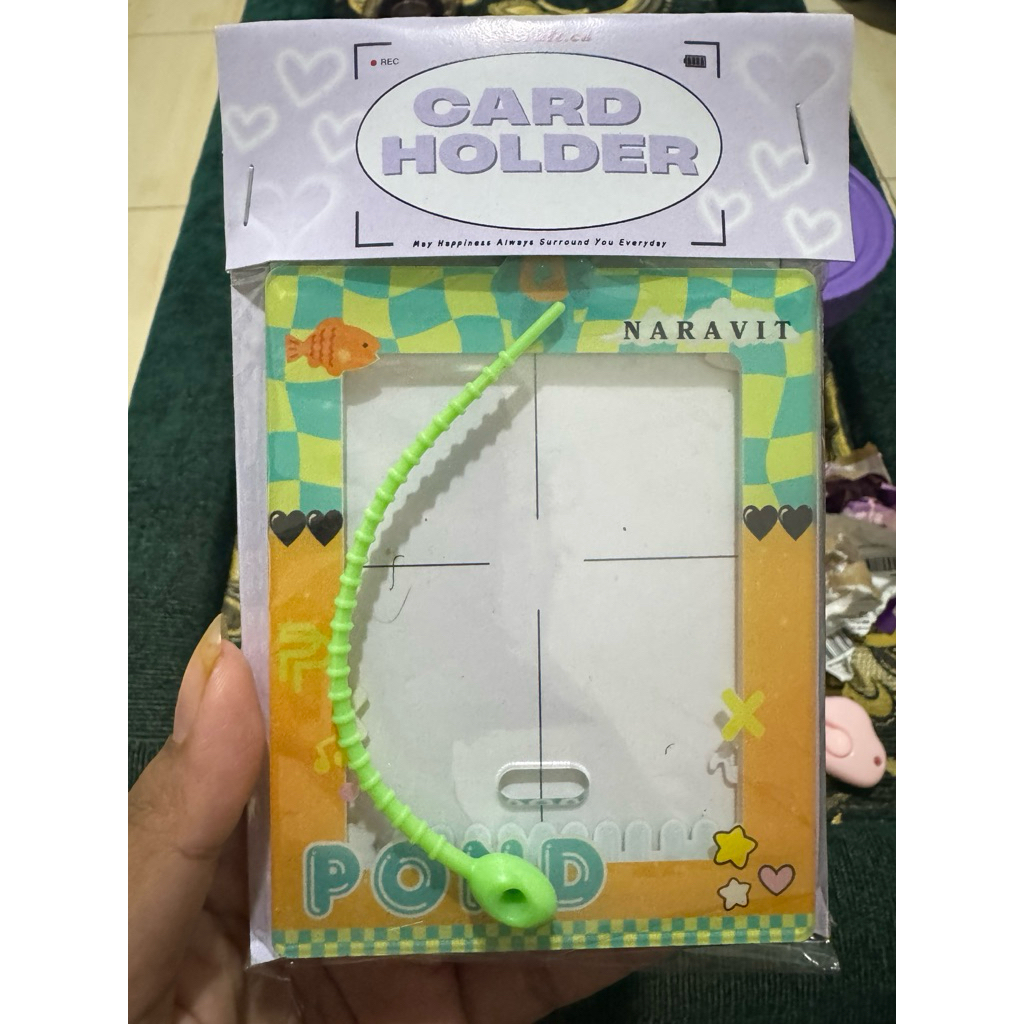 REC
CARD
HOLDER
May Happiness Always Surround You Everyday
NARAVIT
POND